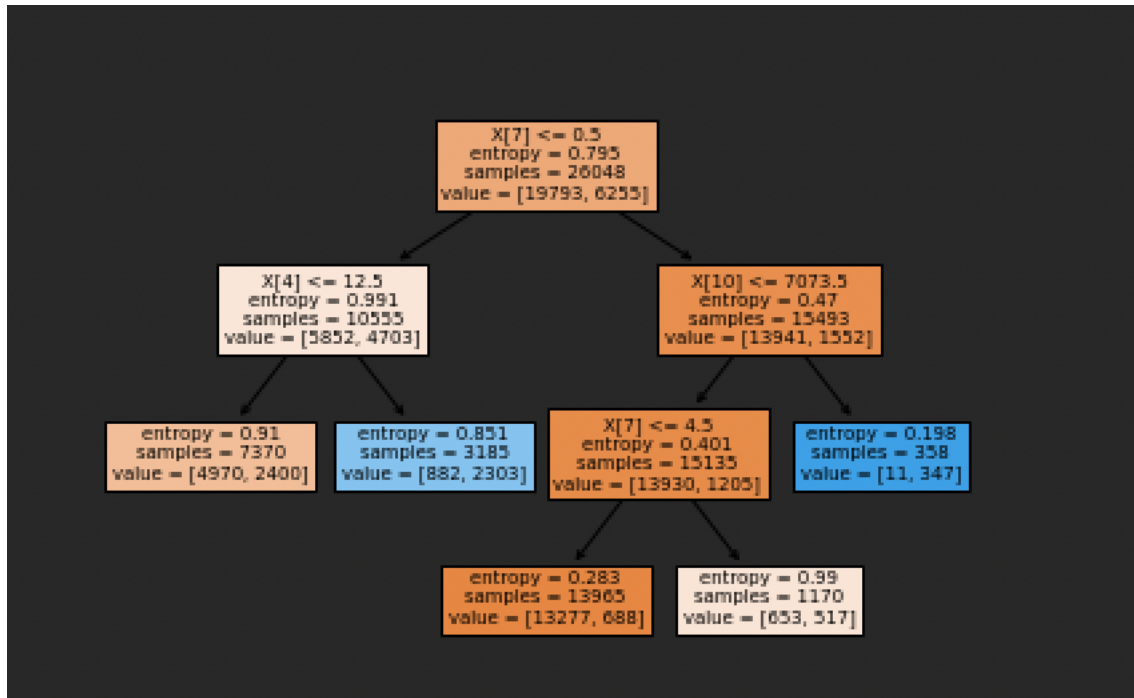 X[7] <= 0.5
entropy = 0.795
samples = 26048
value = [19793, 6255]
X[4] <= 12.5
entropy = 0.991
samples = 10555
value = [5852, 4703]
X[10] <= 7073.5
entropy = 0.47
samples = 15493
value = [13941, 1552]
entropy = 0.91
samples = 7370
value = [4970, 2400]
entropy = 0.851
samples = 3185
value = [882, 2303]
X[7] <= 4.5
entropy = 0.401
samples = 15135
value = [13930, 1205]
entropy = 0.198
samples = 358
value = [11, 347]
entropy = 0.283
samples = 13965
value = [13277, 688]
entropy = 0.99
samples = 1170
value = [653, 517]